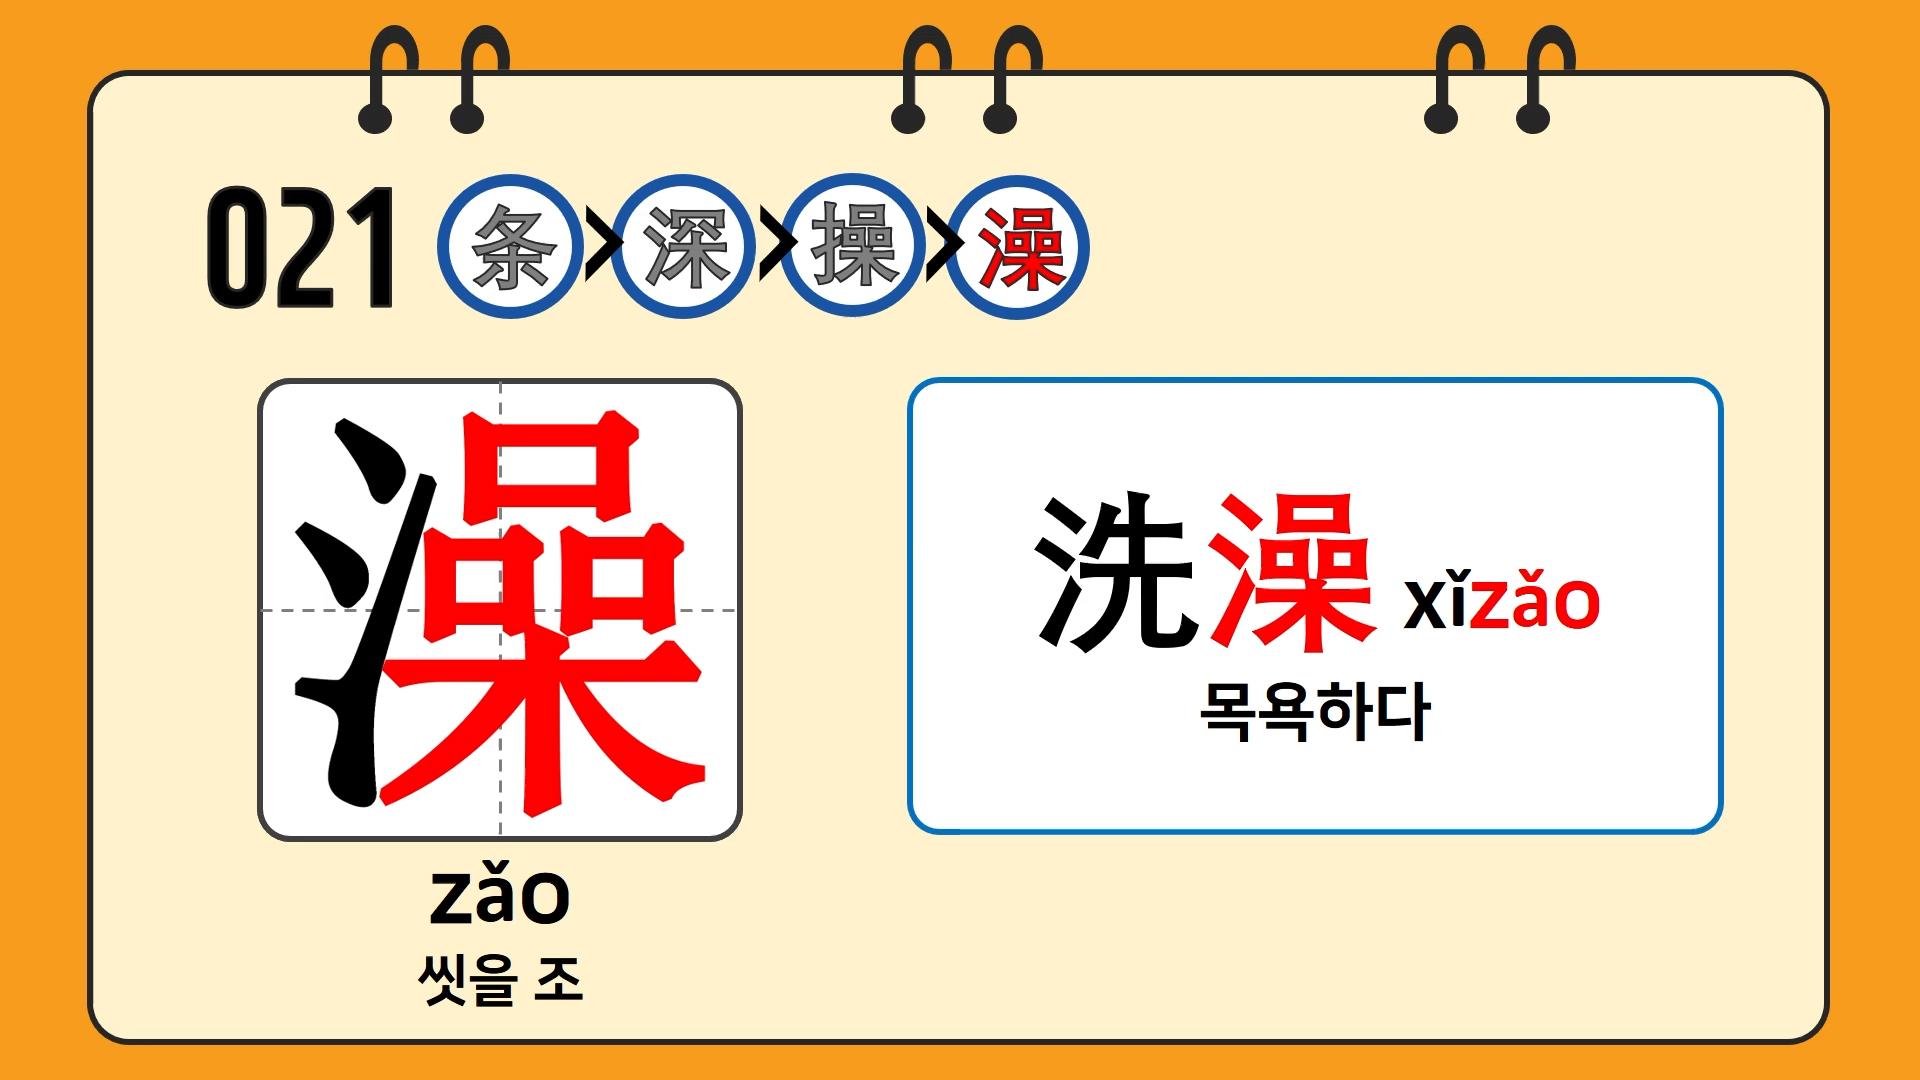 021 条 > 深 > 操 > 澡
澡
zǎo
씻을 조
洗澡 xǐzǎo
목욕하다